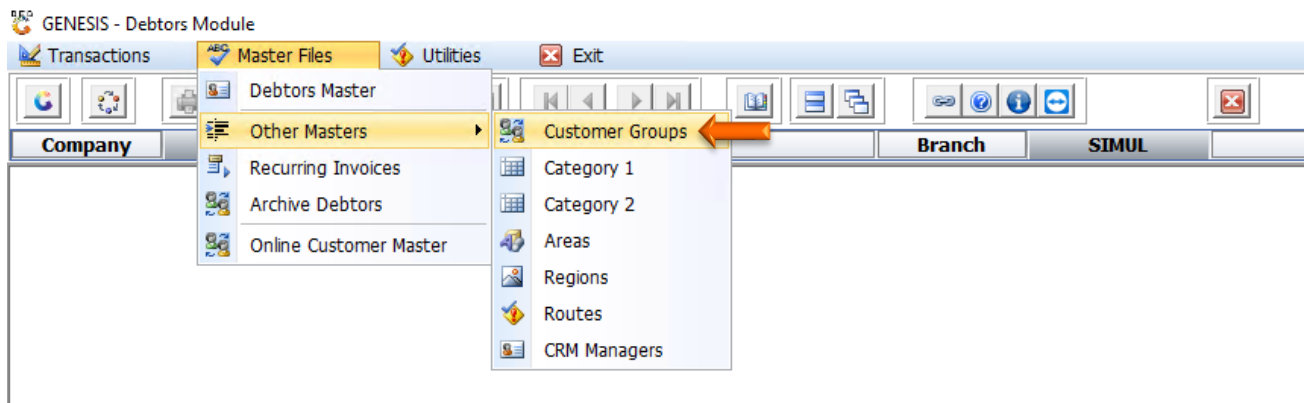 GENESIS - Debtors Module
Transactions Master Files Utilities Exit
Debtors Master
Other Masters Customer Groups
Company Branch SIMUL
Recurring Invoices Category 1
Archive Debtors Category 2
Online Customer Master Areas
Regions
Routes
CRM Managers